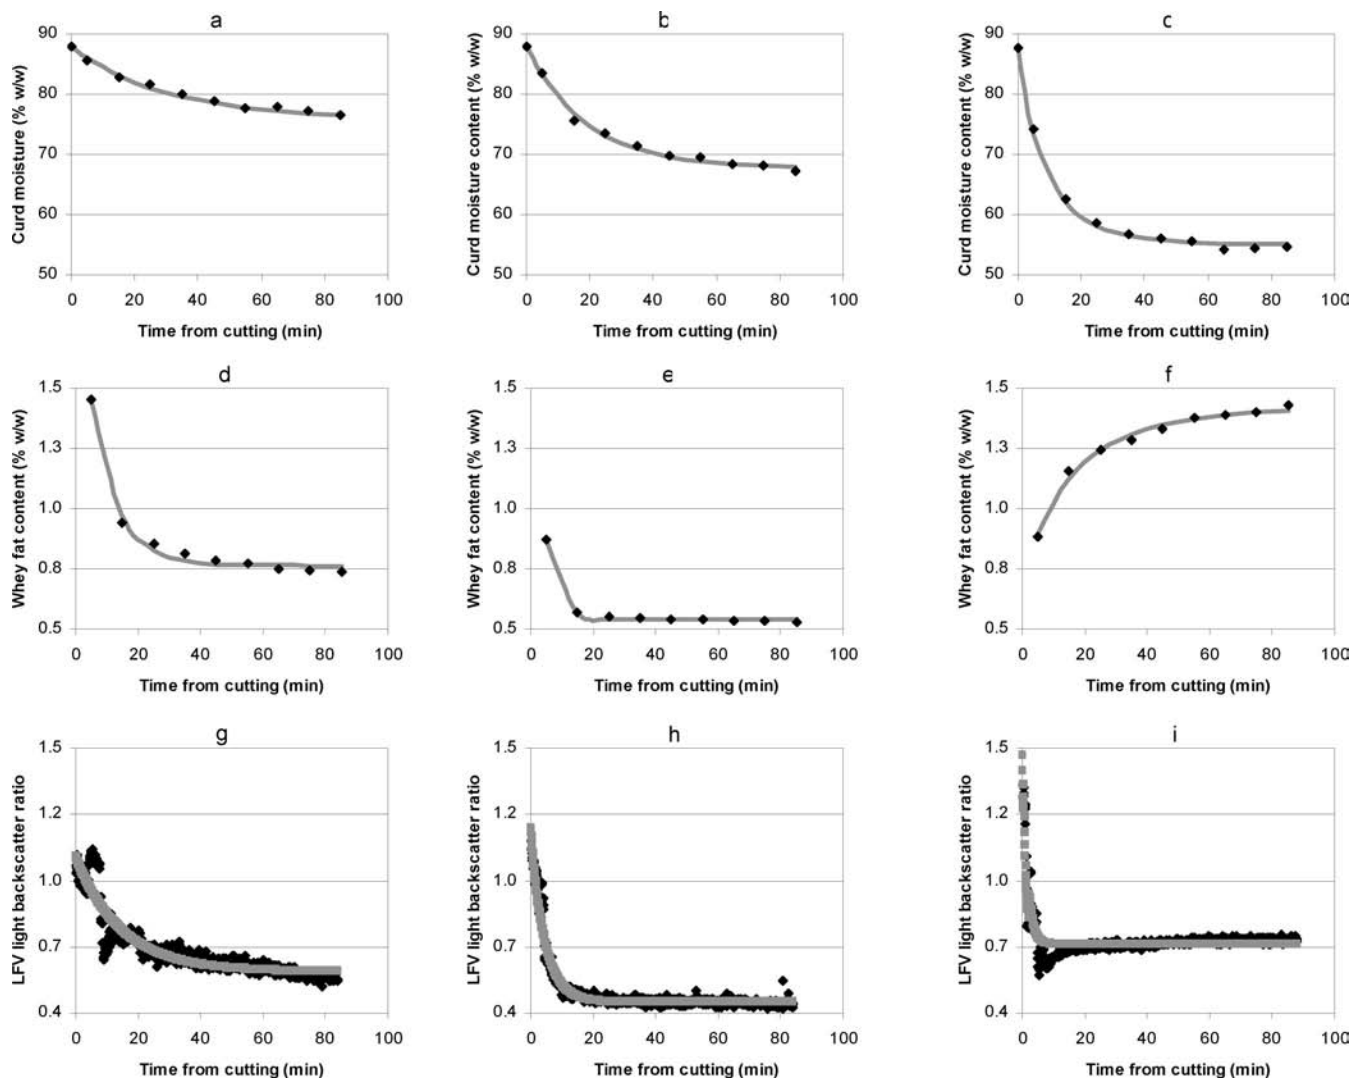 a
90
80
70
60
50
Curd moisture (% w/w)
0 20 40 60 80 100
Time from cutting (min)
b
90
80
70
60
50
Curd moisture content (% w/w)
0 20 40 60 80 100
Time from cutting (min)
c
90
80
70
60
50
Curd moisture content (% w/w)
0 20 40 60 80 100
Time from cutting (min)
d
1.5
1.3
1.0
0.8
0.5
Whey fat content (% w/w)
0 20 40 60 80 100
Time from cutting (min)
e
1.5
1.3
1.0
0.8
0.5
Whey fat content (% w/w)
0 20 40 60 80 100
Time from cutting (min)
f
1.5
1.3
1.0
0.8
0.5
Whey fat content (% w/w)
0 20 40 60 80 100
Time from cutting (min)
g
1.5
1.2
1.0
0.7
0.4
LFV light backscatter ratio
0 20 40 60 80 100
Time from cutting (min)
h
1.5
1.2
1.0
0.7
0.4
LFV light backscatter ratio
0 20 40 60 80 100
Time from cutting (min)
i
1.5
1.2
1.0
0.7
0.4
LFV light backscatter ratio
0 20 40 60 80 100
Time from cutting (min)